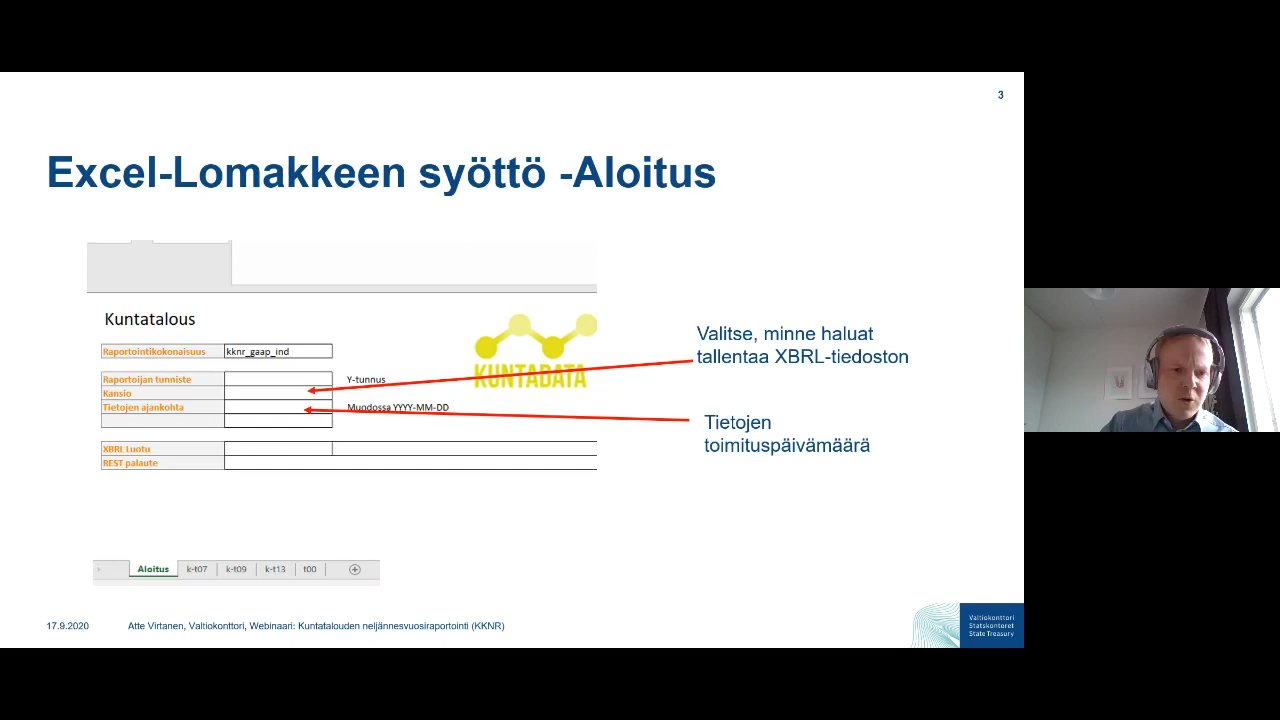 3
Excel-Lomakkeen syöttö -Aloitus
Kuntatalous
Raportointikokonaisuus kknr_gaap_ind
Raportoijan tunniste Y-tunnus
Kansio
Tietojen ajankohta Muodossa YYYY-MM-DD
XBRL Luotu
REST palaute
KUNTADATA
Valitse, minne haluat
tallentaa XBRL-tiedoston
Tietojen
toimituspäivämäärä
Aloitus k-t07 k-t09 k-t13 t00
17.9.2020 Atte Virtanen, Valtiokonttori, Webinaari: Kuntatalouden neljännesvuosiraportointi (KKNR)
Valtiokonttori
Statskontoret
State Treasury